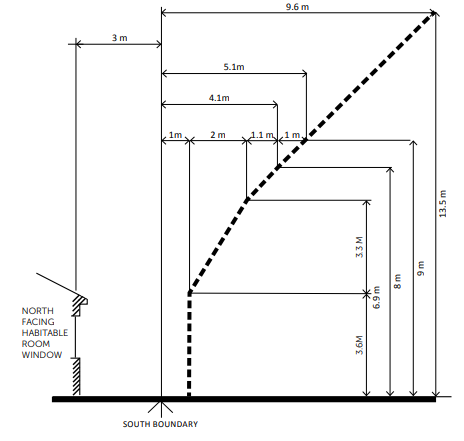 9.6 m
3 m
5.1m
4.1m
1m
2 m
1.1 m
1 m
13.5 m
9 m
8 m
6.9 m
3.3 M
3.6M
NORTH
FACING
HABITABLE
ROOM
WINDOW
SOUTH BOUNDARY